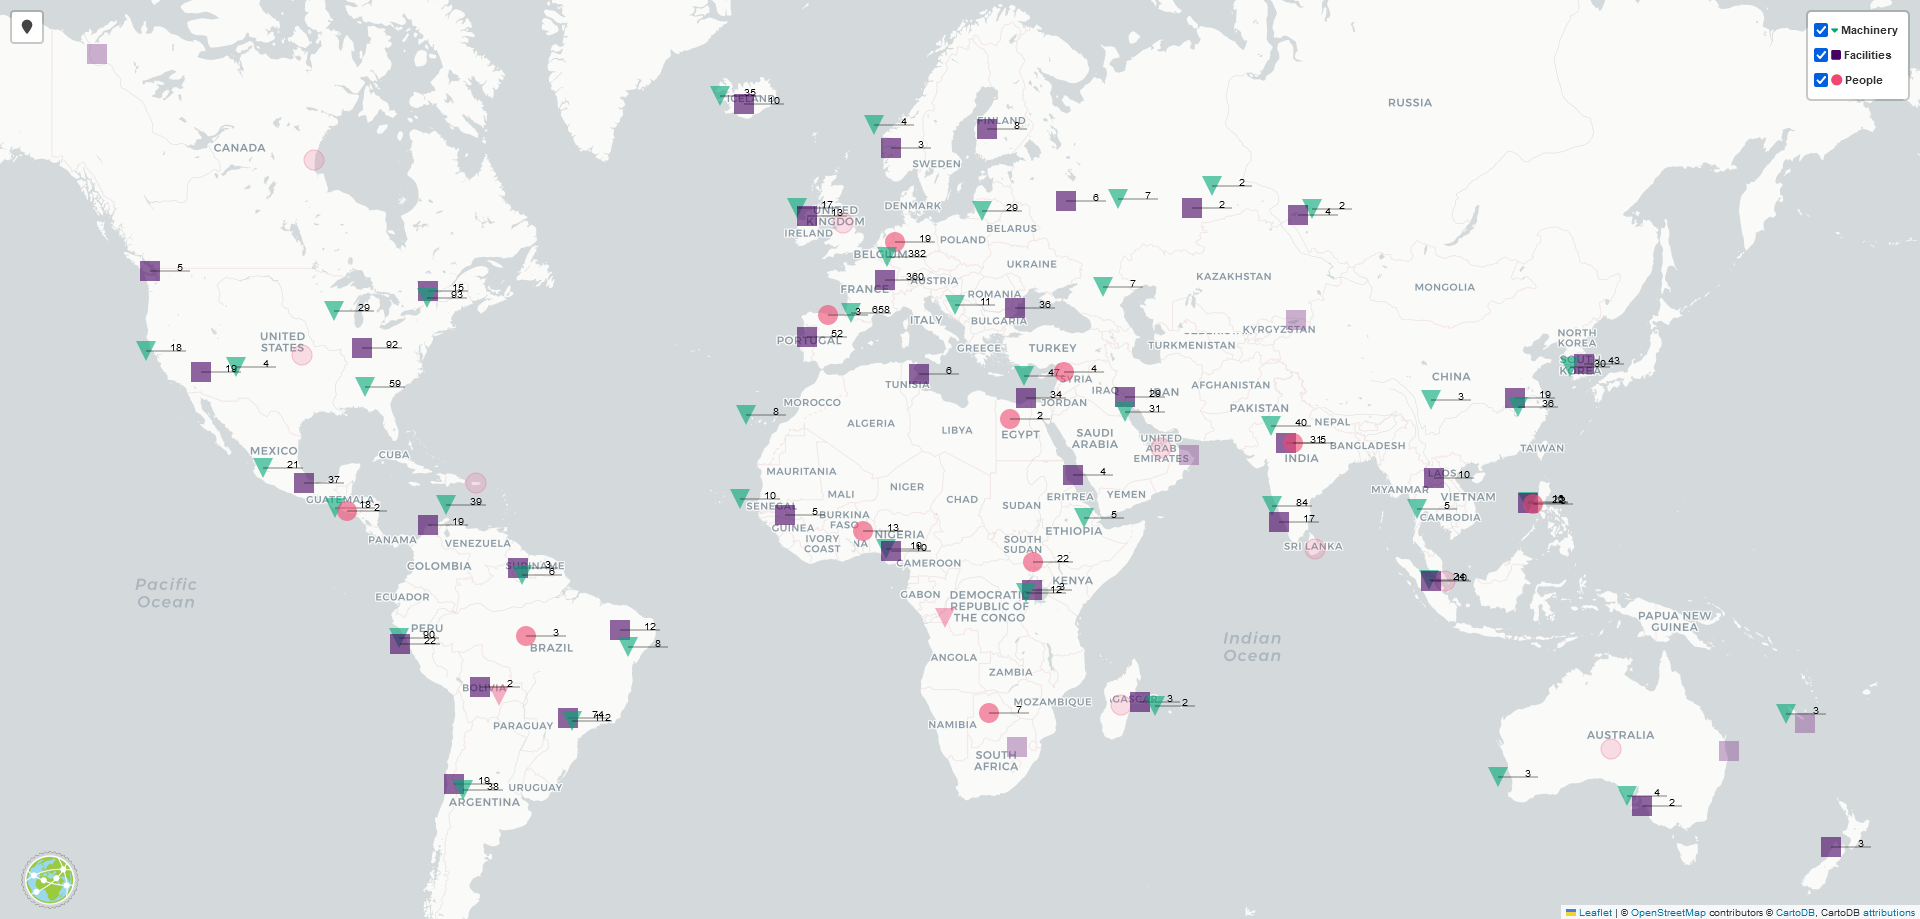 Machinery
Facilities
People
35
ICELAND
10
RUSSIA
4
FINLAND
8
CANADA
3
SWEDEN
2
7
6
2
2
4
17
UNITED
KINGDOM
13
DENMARK
29
IRELAND
BELARUS
19
POLAND
BELGIUM
382
UKRAINE
5
360
AUSTRIA
KAZAKHSTAN
MONGOLIA
15
93
FRANCE
7
ROMANIA
11
36
29
3
658
ITALY
BULGARIA
KYRGYZSTAN
NORTH
KOREA
UNITED
STATES
52
PORTUGAL
GREECE
TURKEY
TURKMENISTAN
92
18
4
19
6
47
4
SYRIA
SOUTH
KOREA
30
43
CHINA
59
TUNISIA
34
JORDAN
IRAQ
IRAN
29
31
AFGHANISTAN
3
19
36
MOROCCO
8
2
EGYPT
PAKISTAN
ALGERIA
LIBYA
SAUDI
ARABIA
40
NEPAL
31
5
BANGLADESH
INDIA
TAIWAN
UNITED
ARAB
EMIRATES
MEXICO
CUBA
21
37
MAURITANIA
4
LAOS
10
GUATEMALA
18
2
39
10
SENEGAL
MALI
NIGER
CHAD
SUDAN
ERITREA
YEMEN
84
MYANMAR
VIETNAM
5
CAMBODIA
19
5
GUINEA
BURKINA
FASO
13
NIGERIA
5
ETHIOPIA
17
PANAMA
VENEZUELA
IVORY
COAST
10
SOUTH
SUDAN
SRI LANKA
COLOMBIA
SURINAME
3
6
CAMEROON
22
Pacific
Ocean
ECUADOR
GABON
DEMOCRATIC
REPUBLIC OF
THE CONGO
12
KENYA
PAPUA NEW
GUINEA
PERU
90
22
3
BRAZIL
12
8
Indian
Ocean
ANGOLA
ZAMBIA
BOLIVIA
2
MOZAMBIQUE
3
2
PARAGUAY
74
112
NAMIBIA
7
3
AUSTRALIA
SOUTH
AFRICA
3
19
38
URUGUAY
ARGENTINA
4
2
3
Leaflet | © OpenStreetMap contributors © CartoDB, CartoDB attributions